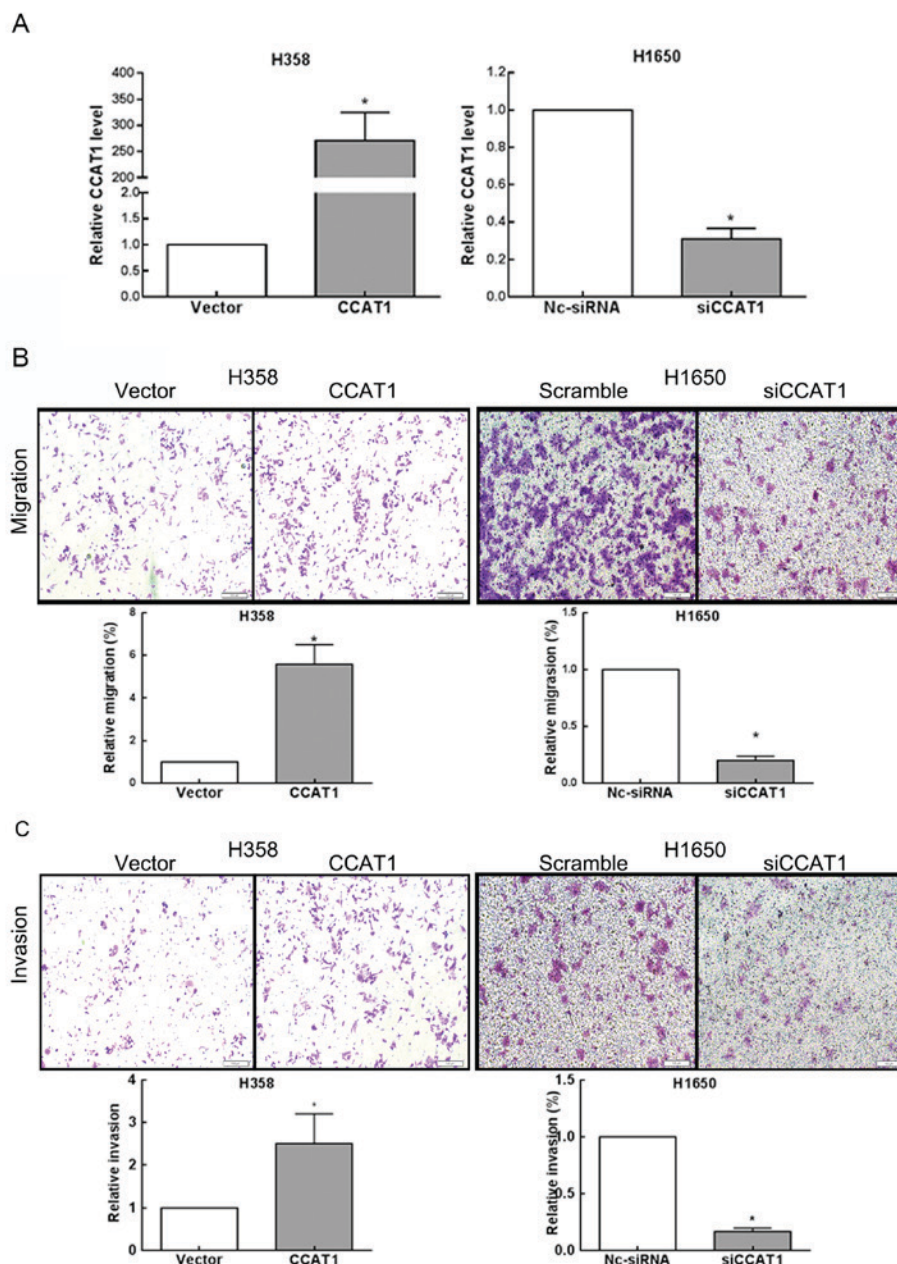 A
H358
Relative CCAT1 level
400
350
300
250
200
2.0
1.5
1.0
0.5
0.0
Vector
CCAT1
*
H1650
Relative CCAT1 level
1.2
1.0
0.8
0.6
0.4
0.2
0.0
Nc-siRNA
siCCAT1
*
B
H358
H1650
Vector
CCAT1
Scramble
siCCAT1
Migration
H358
Relative migration (%)
8
6
4
2
0
Vector
CCAT1
*
H1650
Relative migrasion (%)
1.5
1.0
0.5
0.0
Nc-siRNA
siCCAT1
*
C
H358
H1650
Vector
CCAT1
Scramble
siCCAT1
Invasion
H358
Relative invasion
4
3
2
1
0
Vector
CCAT1
*
H1650
Relative invasion (%)
1.5
1.0
0.5
0.0
Nc-siRNA
siCCAT1
*